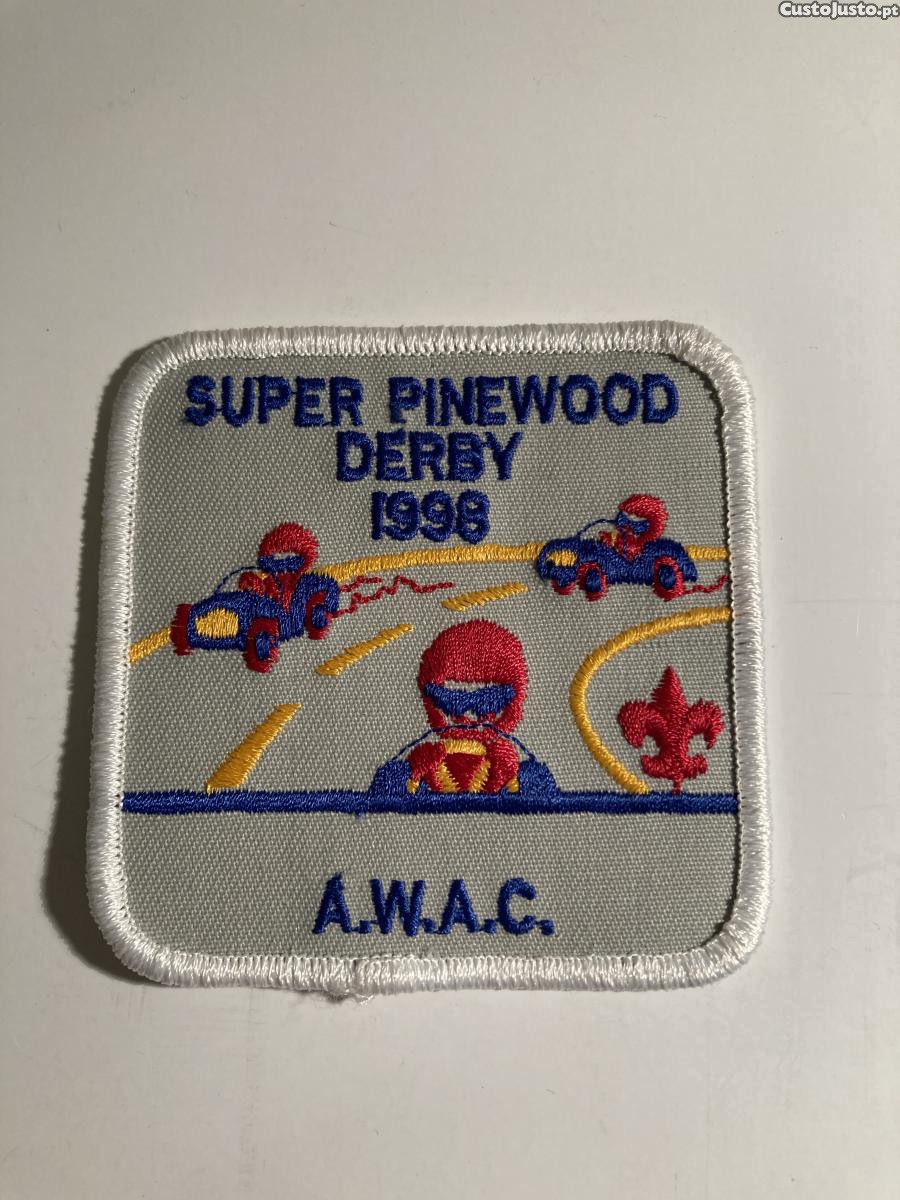 CustoJusto.pt
SUPER PINEWOOD
DERBY
1998
A.W.A.C.